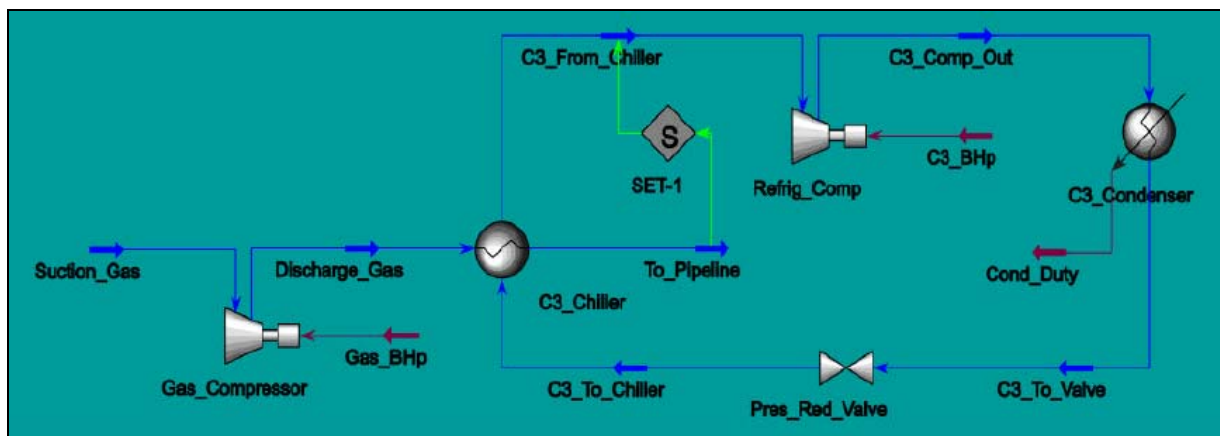 C3_From_Chiller
C3_Comp_Out
S
SET-1
C3_BHp
Refrig_Comp
C3_Condenser
Suction_Gas
Discharge_Gas
To_Pipeline
Cond_Duty
C3_Chiller
Gas_BHp
Gas_Compressor
C3_To_Chiller
Pres_Red_Valve
C3_To_Valve